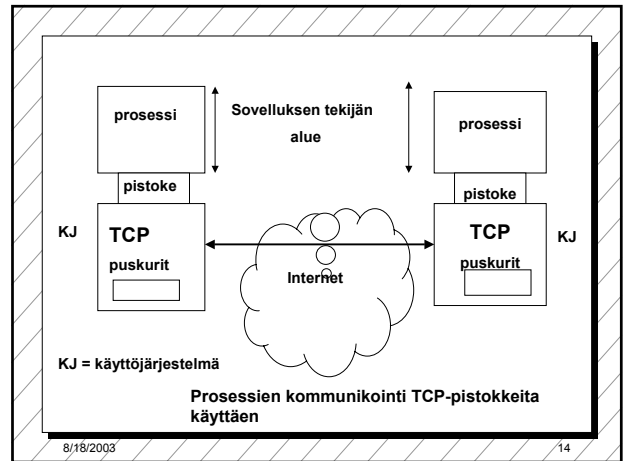 prosessi
Sovelluksen tekijän
alue
prosessi
pistoke
pistoke
KJ
TCP
puskurit
Internet
TCP
puskurit
KJ
KJ = käyttöjärjestelmä
Prosessien kommunikointi TCP-pistokkeita
käyttäen
8/18/2003
14